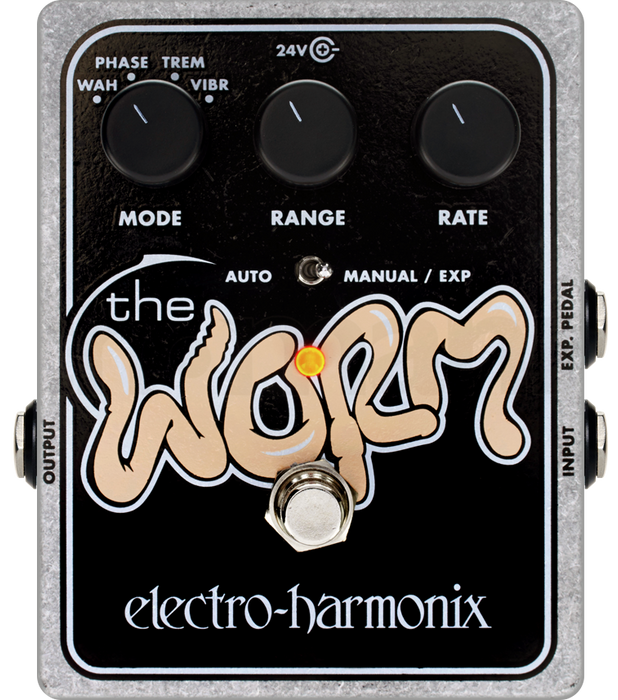 24V
PHASE TREM
WAH VIBR
MODE RANGE RATE
AUTO MANUAL / EXP
the
WORM
EXP. PEDAL
OUTPUT
INPUT
electro-harmonix